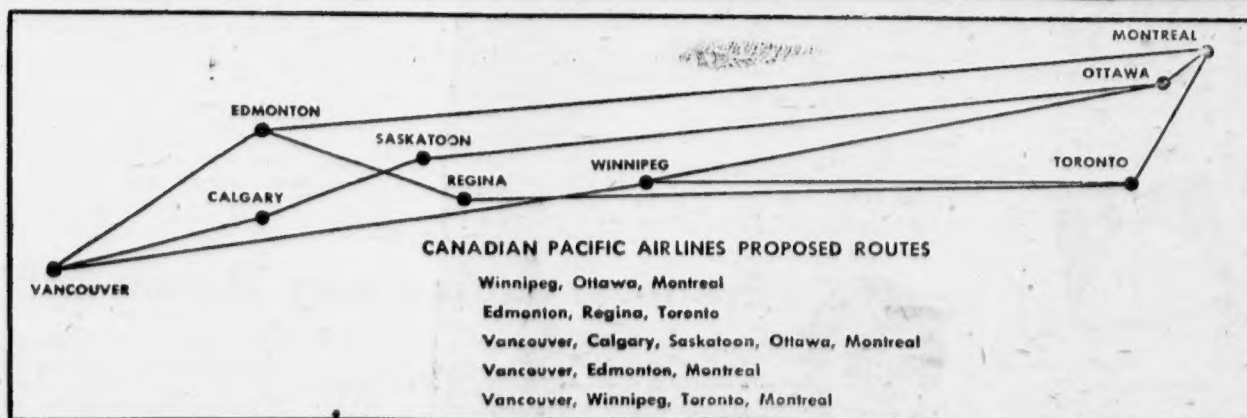 MONTREAL
OTTAWA
EDMONTON
SASKATOON
WINNIPEG
TORONTO
REGINA
CALGARY
VANCOUVER
CANADIAN PACIFIC AIRLINES PROPOSED ROUTES
Winnipeg, Ottawa, Montreal
Edmonton, Regina, Toronto
Vancouver, Calgary, Saskatoon, Ottawa, Montreal
Vancouver, Edmonton, Montreal
Vancouver, Winnipeg, Toronto, Montreal